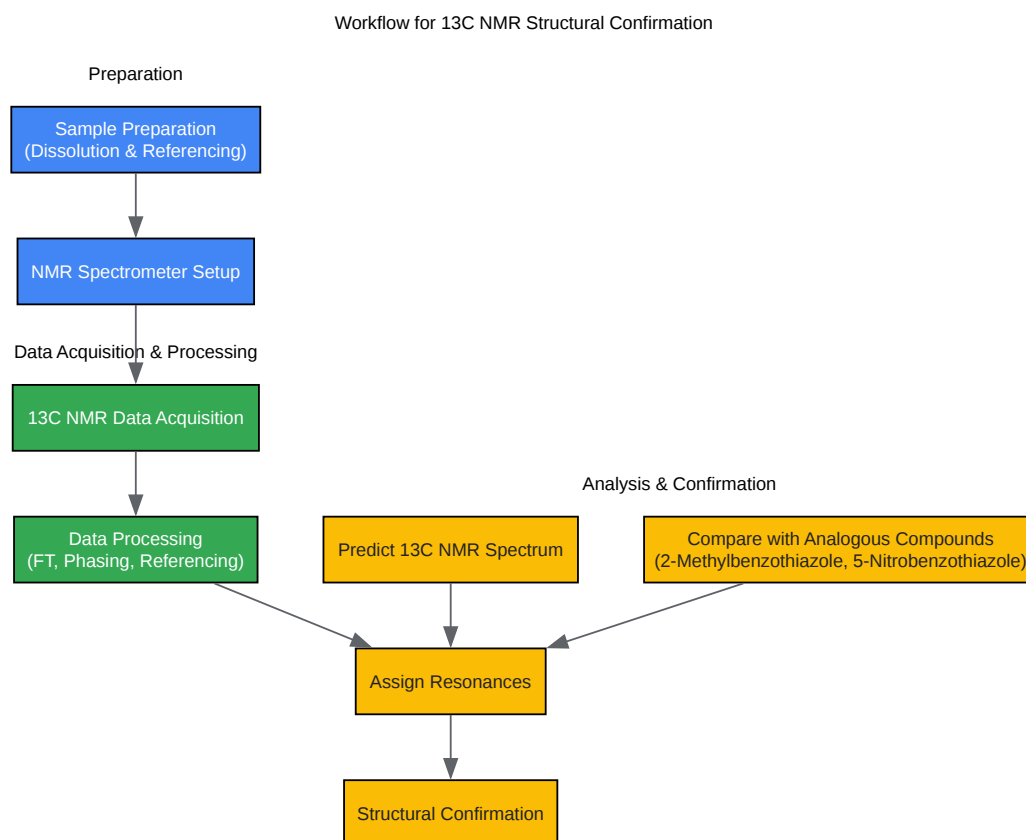 Workflow for 13C NMR Structural Confirmation
Preparation
Sample Preparation
(Dissolution & Referencing)
NMR Spectrometer Setup
Data Acquisition & Processing
13C NMR Data Acquisition
Analysis & Confirmation
Data Processing
(FT, Phasing, Referencing)
Predict 13C NMR Spectrum
Compare with Analogous Compounds
(2-Methylbenzothiazole, 5-Nitrobenzothiazole)
Assign Resonances
Structural Confirmation